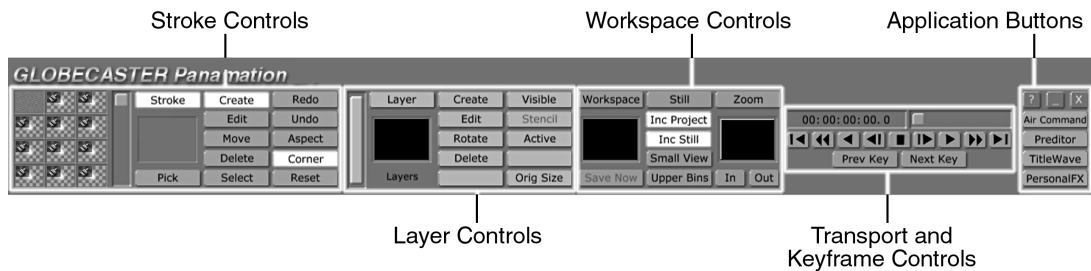 Stroke Controls
Workspace Controls
Application Buttons
GLOBECASTER Panamation
Stroke Create Redo
Edit Undo
Move Aspect
Delete Corner
Pick Select Reset
Layer Create Visible
Edit Stencil
Rotate Active
Delete
Layers Orig Size
Workspace Still Zoom
Inc Project
Inc Still
Small View
Save Now Upper Bins In Out
00:00:00:00.0
Prev Key Next Key
? _ X
Air Command
Preditor
TitleWave
PersonalFX
Layer Controls
Transport and
Keyframe Controls